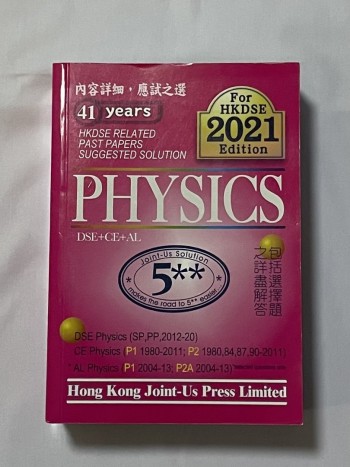 內容詳細，應試之選
41 years
HKDSE RELATED
PAST PAPERS
SUGGESTED SOLUTION
For
HKDSE
2021
Edition
PHYSICS
DSE+CE+AL
Joint-Us Solution
5**
makes the road to 5** easier
包括選擇題
之詳盡解答
DSE Physics (SP,PP,2012-20)
CE Physics (P1 1980-2011; P2 1980,84,87,90-2011)
AL Physics (P1 2004-13; P2A 2004-13)
Hong Kong Joint-Us Press Limited